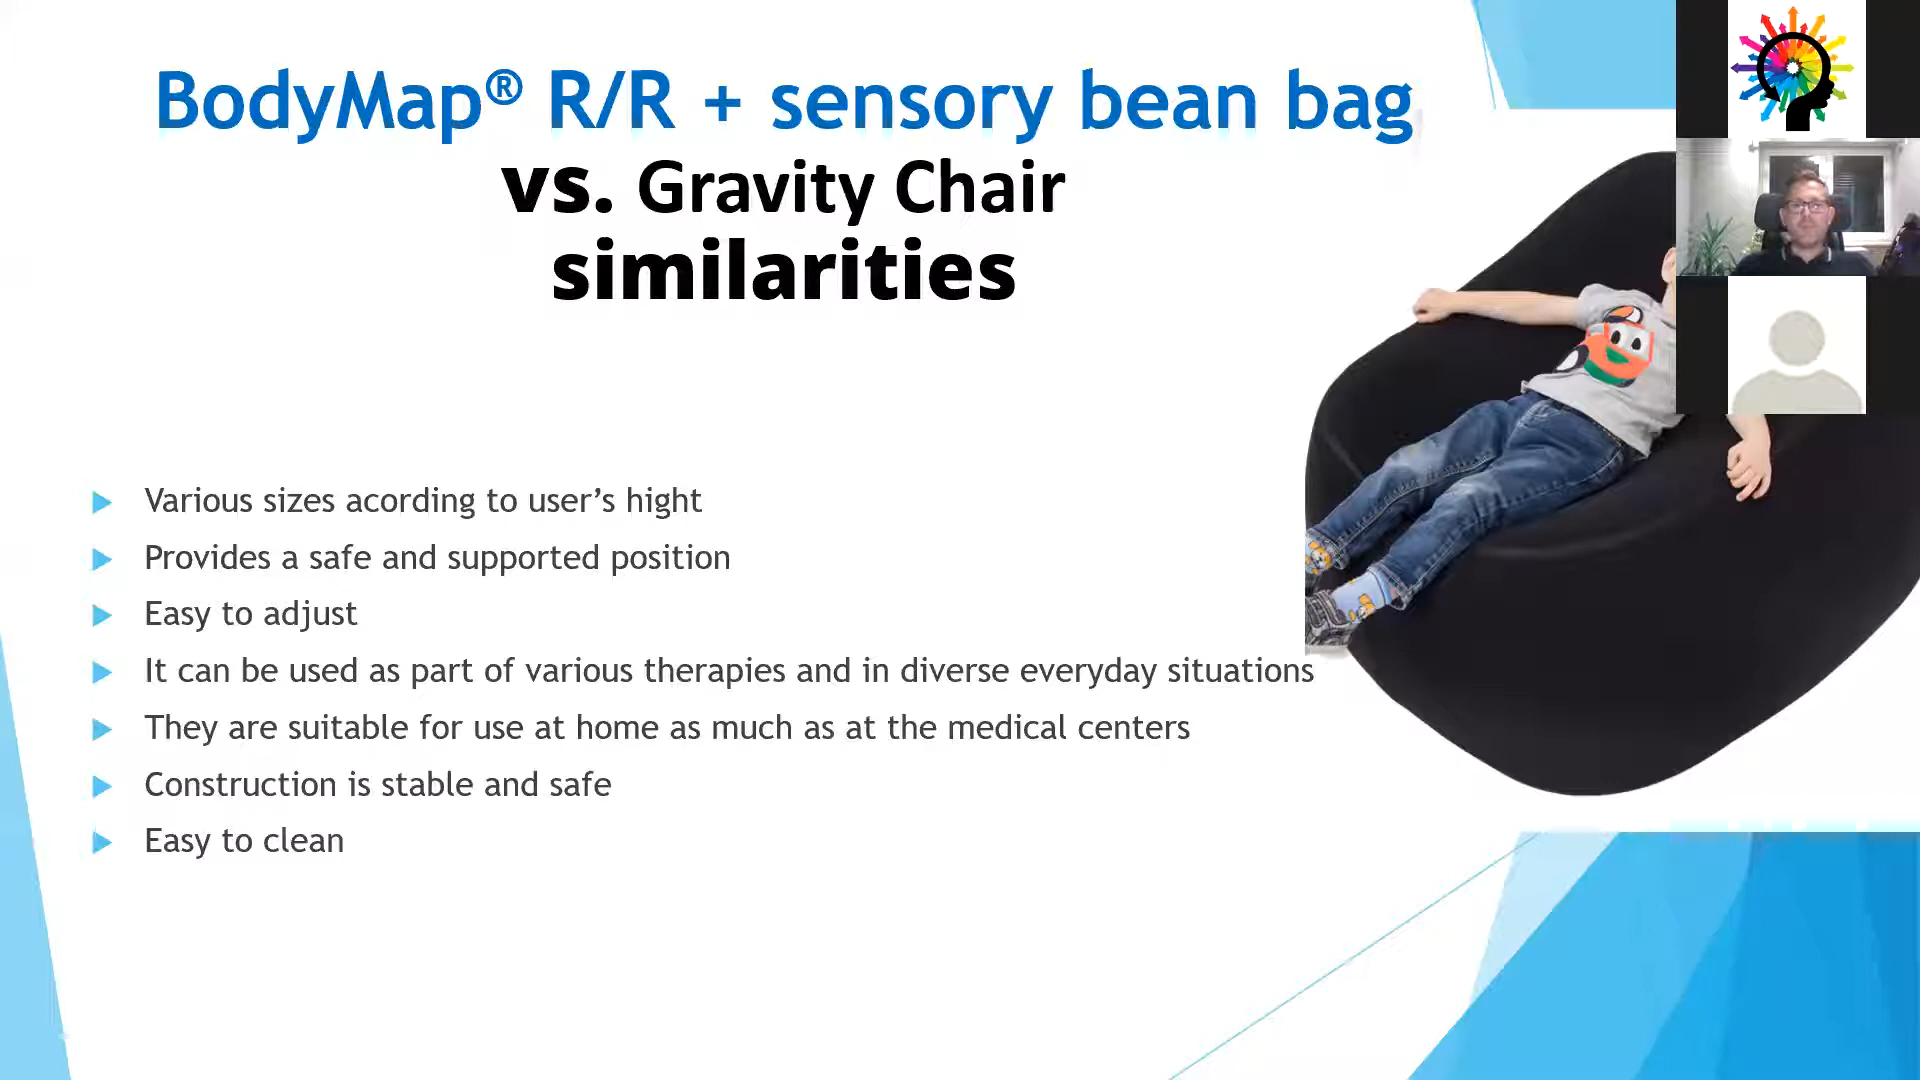 BodyMap® R/R + sensory bean bag
vs. Gravity Chair
similarities
Various sizes acording to user’s hight
Provides a safe and supported position
Easy to adjust
It can be used as part of various therapies and in diverse everyday situations
They are suitable for use at home as much as at the medical centers
Construction is stable and safe
Easy to clean